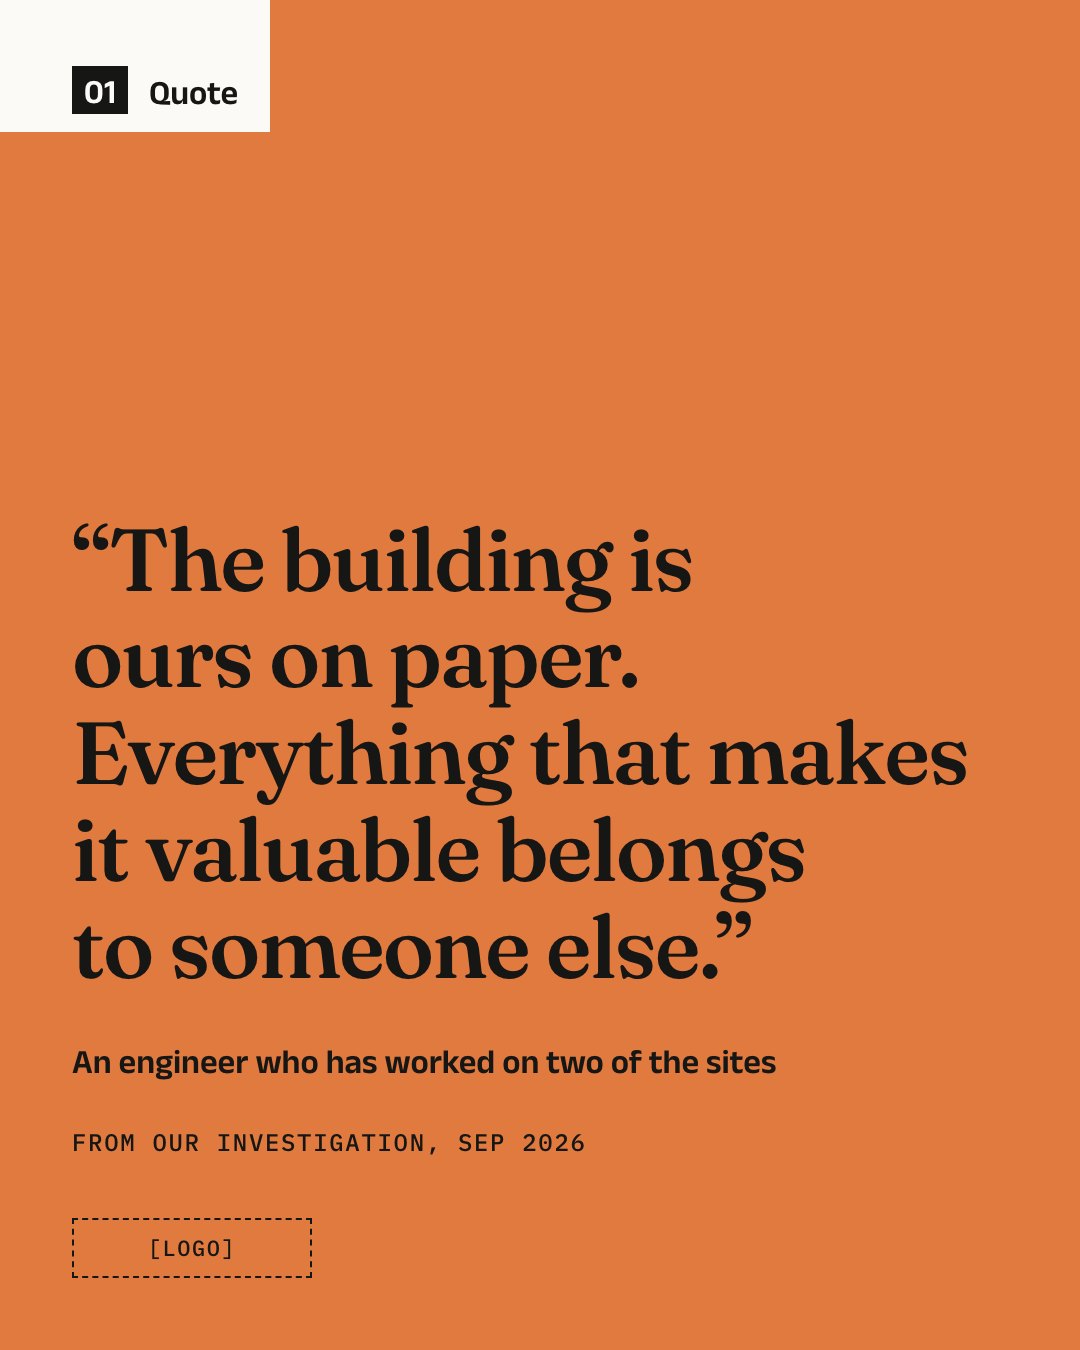 01 Quote
“The building is
ours on paper.
Everything that makes
it valuable belongs
to someone else.”
An engineer who has worked on two of the sites
FROM OUR INVESTIGATION, SEP 2026
[LOGO]